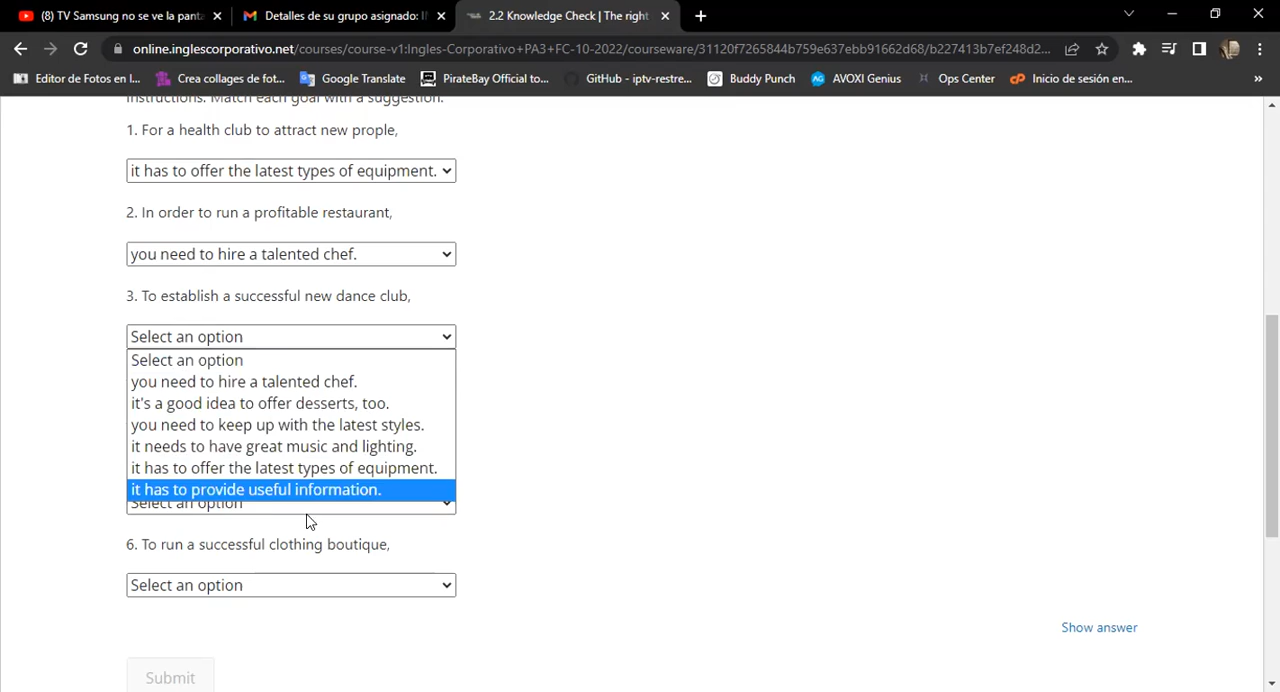 (8) TV Samsung no se ve la panta
Detalles de su grupo asignado: I
2.2 Knowledge Check | The right
online.inglescorporativo.net/courses/course-v1:Ingles-Corporativo+PA3+FC-10-2022/courseware/31120f7265844b759e637ebb91662d68/b227413b7ef248d2...
Editor de Fotos en l...
Crea collages de fot...
Google Translate
PirateBay Official to...
GitHub - iptv-restre...
Buddy Punch
AVOXI Genius
Ops Center
Inicio de sesión en...
»
Instructions. Match each goal with a suggestion.
1. For a health club to attract new prople,
it has to offer the latest types of equipment.
2. In order to run a profitable restaurant,
you need to hire a talented chef.
3. To establish a successful new dance club,
Select an option
Select an option
you need to hire a talented chef.
it's a good idea to offer desserts, too.
you need to keep up with the latest styles.
it needs to have great music and lighting.
it has to offer the latest types of equipment.
it has to provide useful information.
Select an option
6. To run a successful clothing boutique,
Select an option
Show answer
Submit